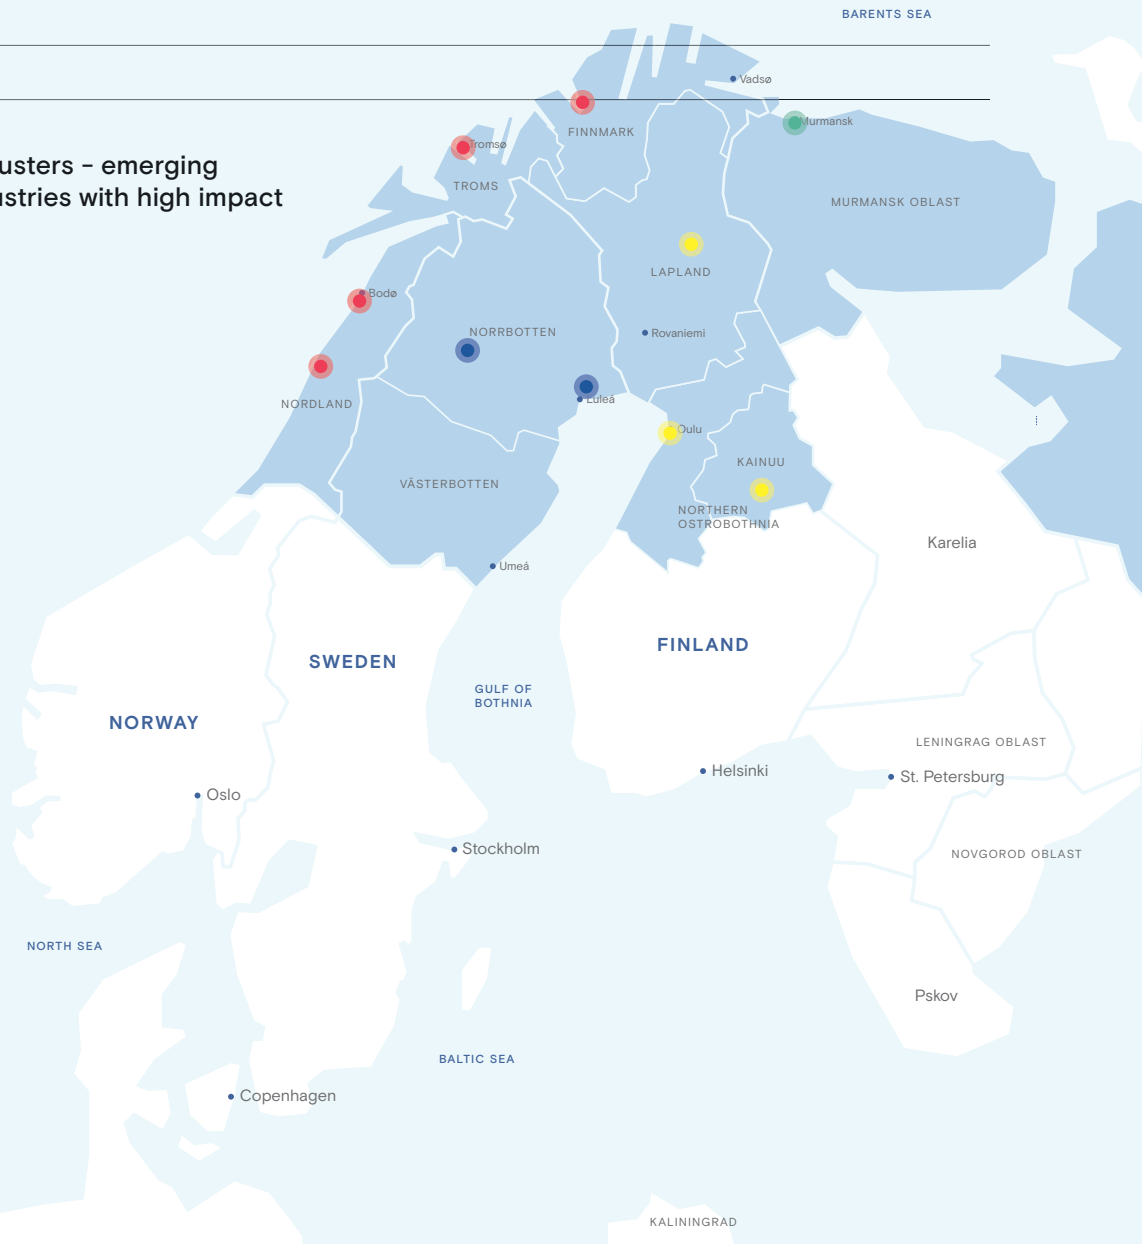 BARENTS SEA
Vadsø
Murmansk
FINNMARK
Tromsø
usters – emerging
ustries with high impact
TROMS
MURMANSK OBLAST
LAPLAND
Bodø
NORRBOTTEN
Rovaniemi
NORDLAND
Luleå
Oulu
KAINUU
VÄSTERBOTTEN
NORTHERN
OSTROBOTHNIA
Karelia
Umeå
FINLAND
SWEDEN
GULF OF
BOTHNIA
NORWAY
LENINGRAG OBLAST
Helsinki
St. Petersburg
Oslo
Stockholm
NOVGOROD OBLAST
NORTH SEA
Pskov
BALTIC SEA
Copenhagen
KALININGRAD